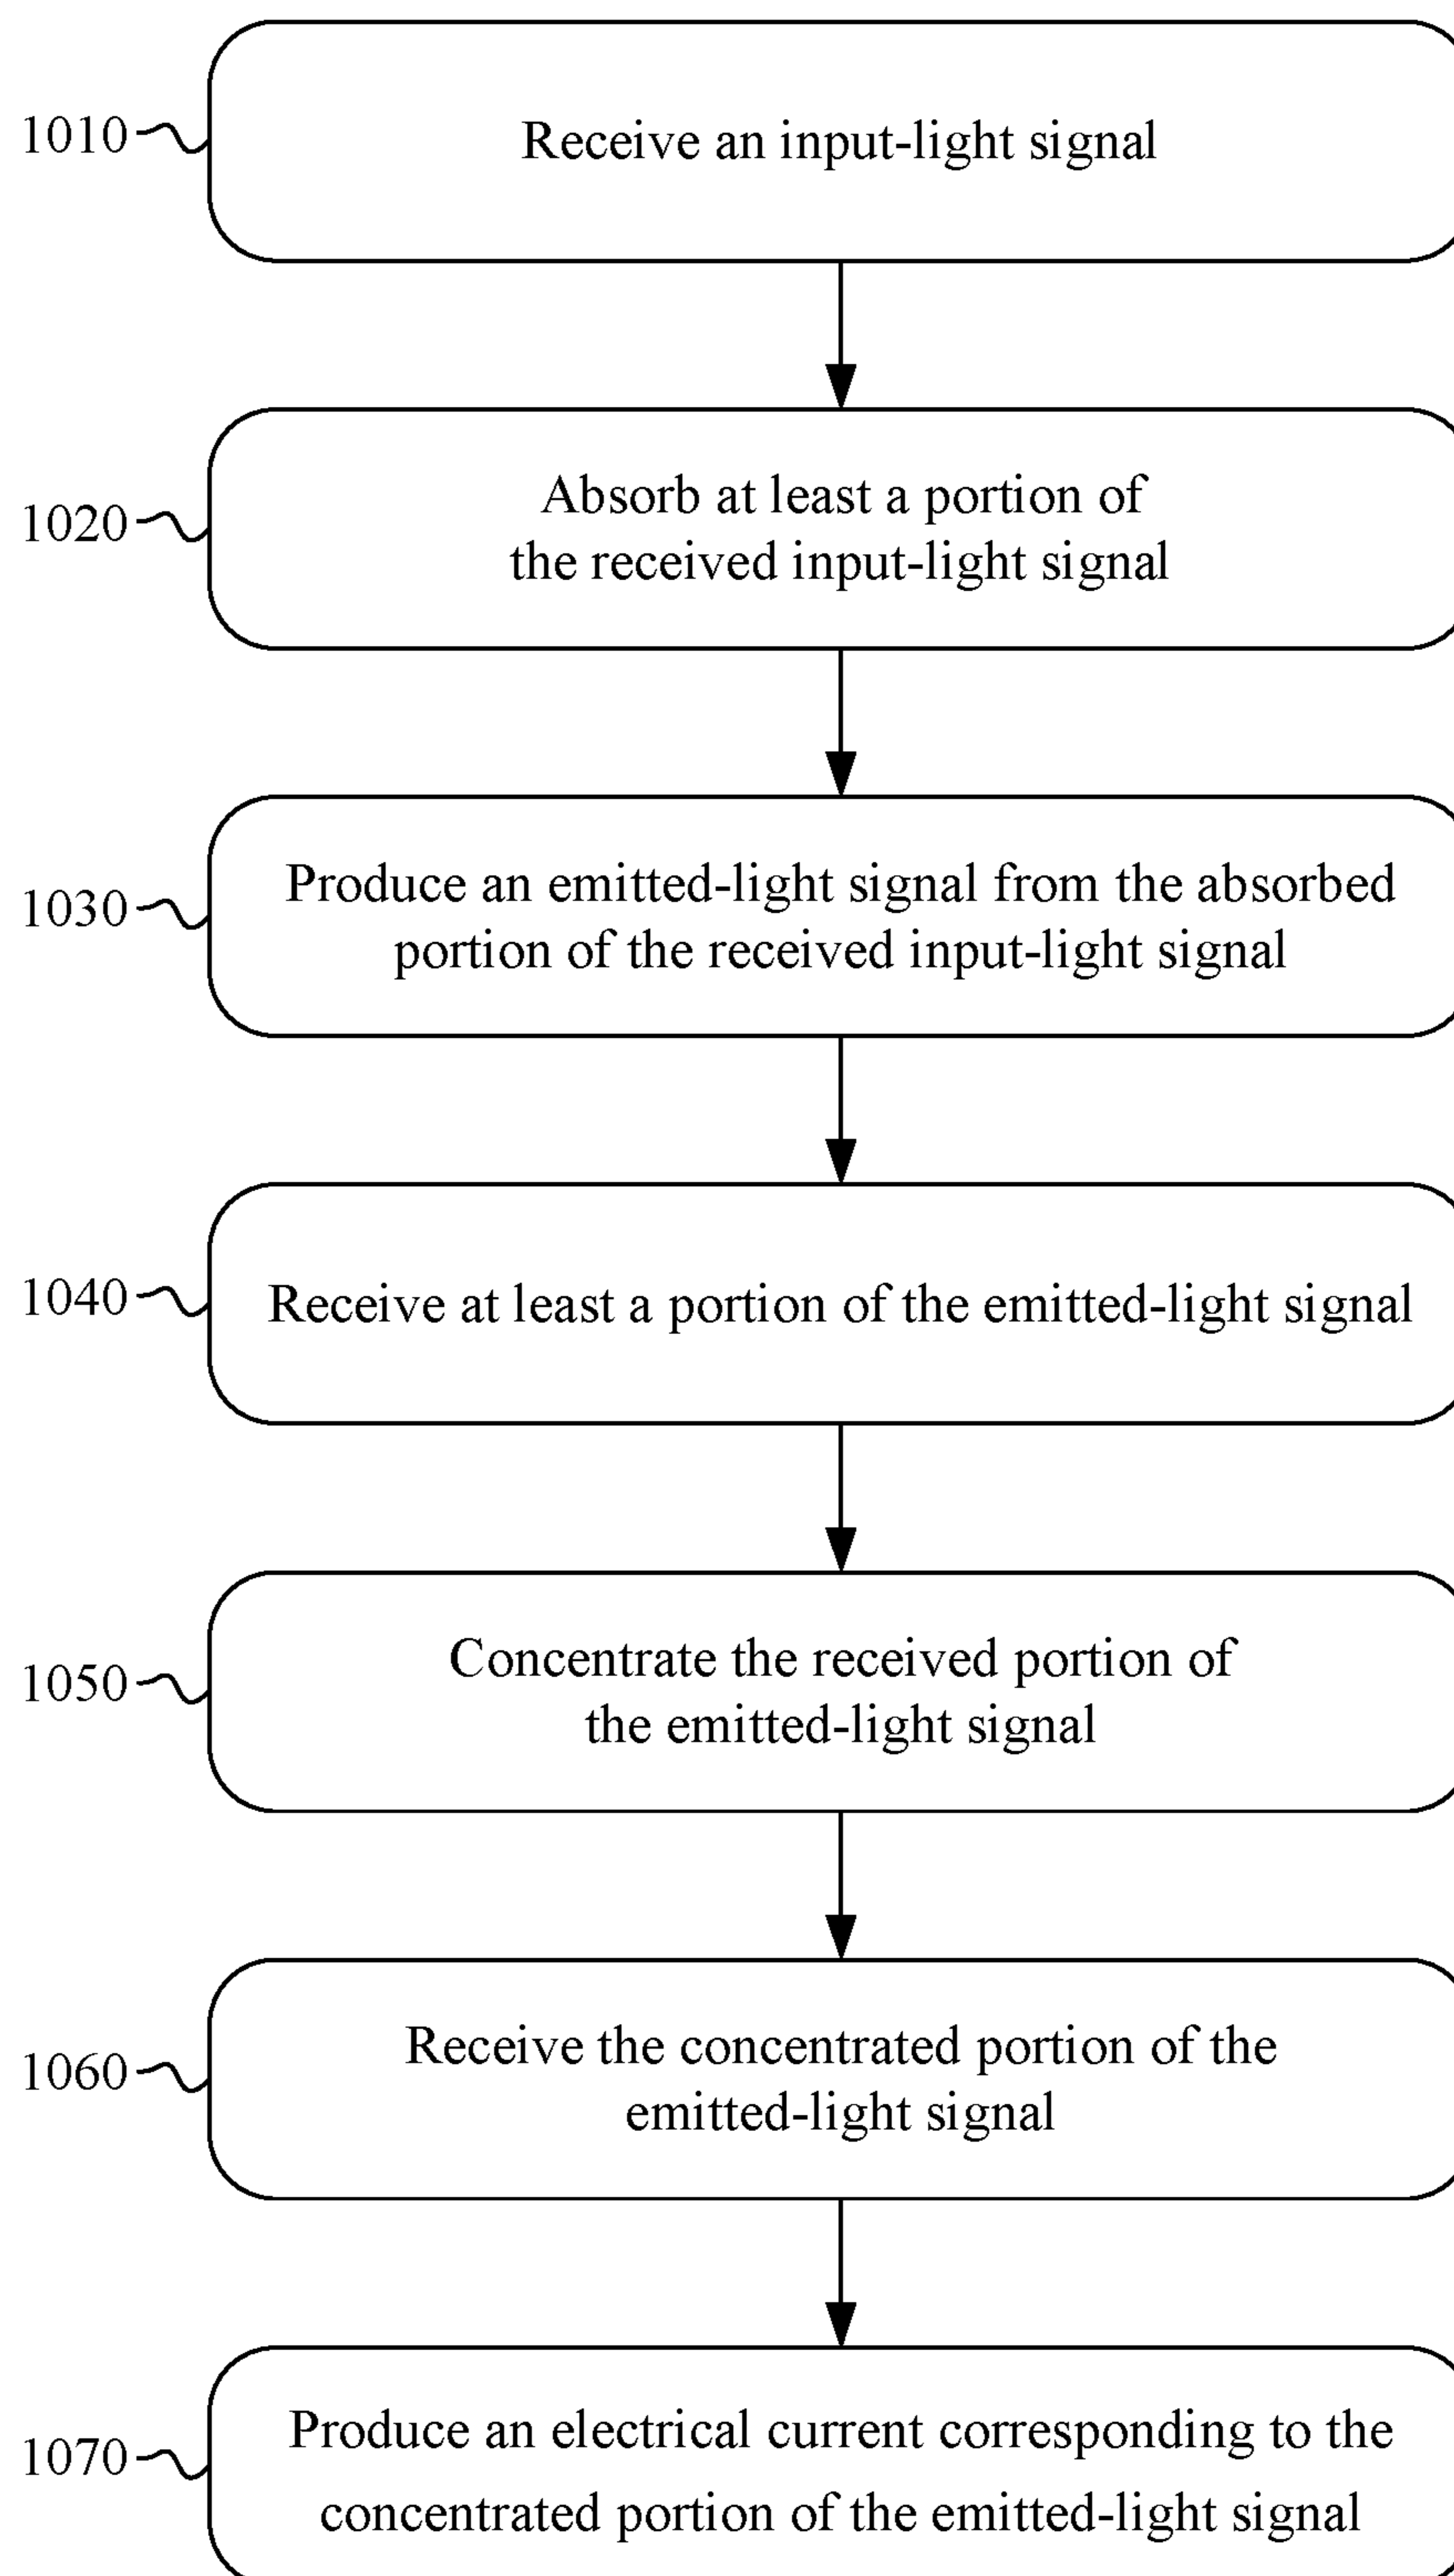 1010
Receive an input-light signal
1020
Absorb at least a portion of
the received input-light signal
1030
Produce an emitted-light signal from the absorbed
portion of the received input-light signal
1040
Receive at least a portion of the emitted-light signal
1050
Concentrate the received portion of
the emitted-light signal
1060
Receive the concentrated portion of the
emitted-light signal
1070
Produce an electrical current corresponding to the
concentrated portion of the emitted-light signal